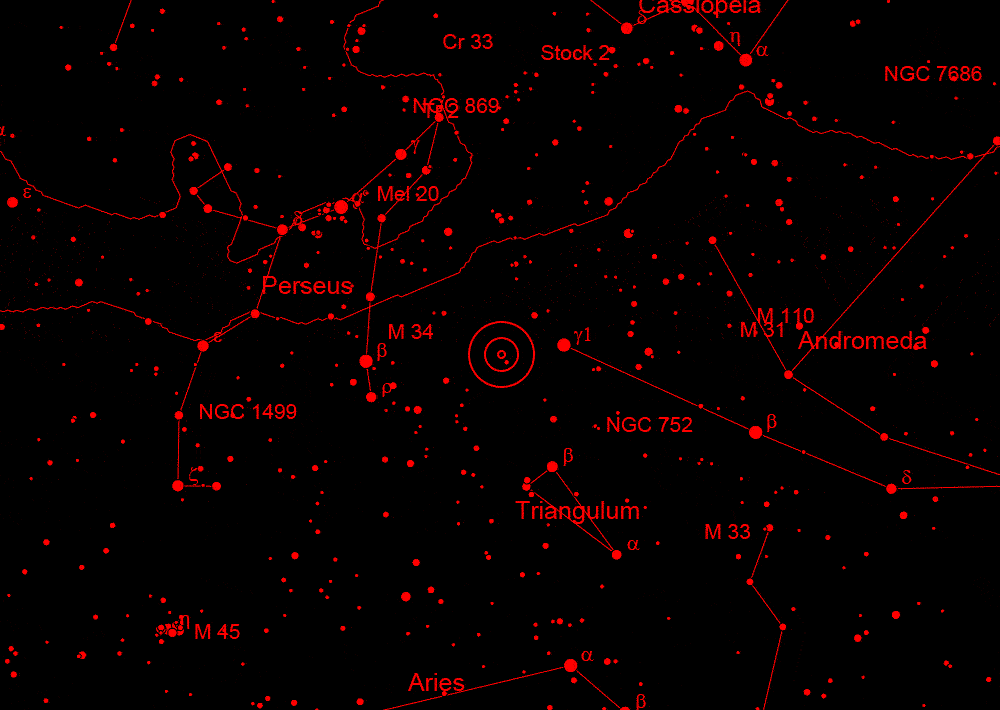 Cassiopeia
δ
Cr 33
η
Stock 2
α
NGC 7686
NGC 869
α
γ
ε
Mel 20
α
δ
Perseus
M 110
M 31
M 34
γ1
Andromeda
ε
β
ρ
NGC 1499
NGC 752
β
β
ζ
δ
Triangulum
M 33
α
η
M 45
α
Aries
β